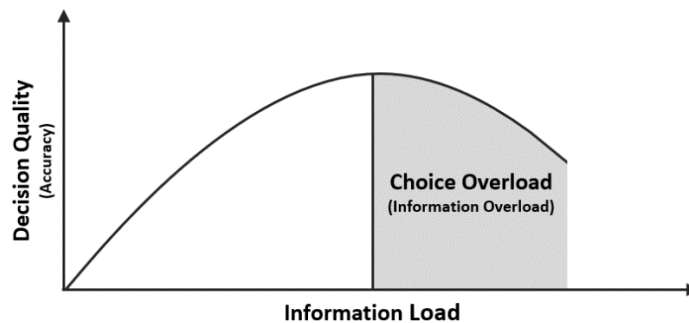 Decision Quality
(Accuracy)
Choice Overload
(Information Overload)
Information Load